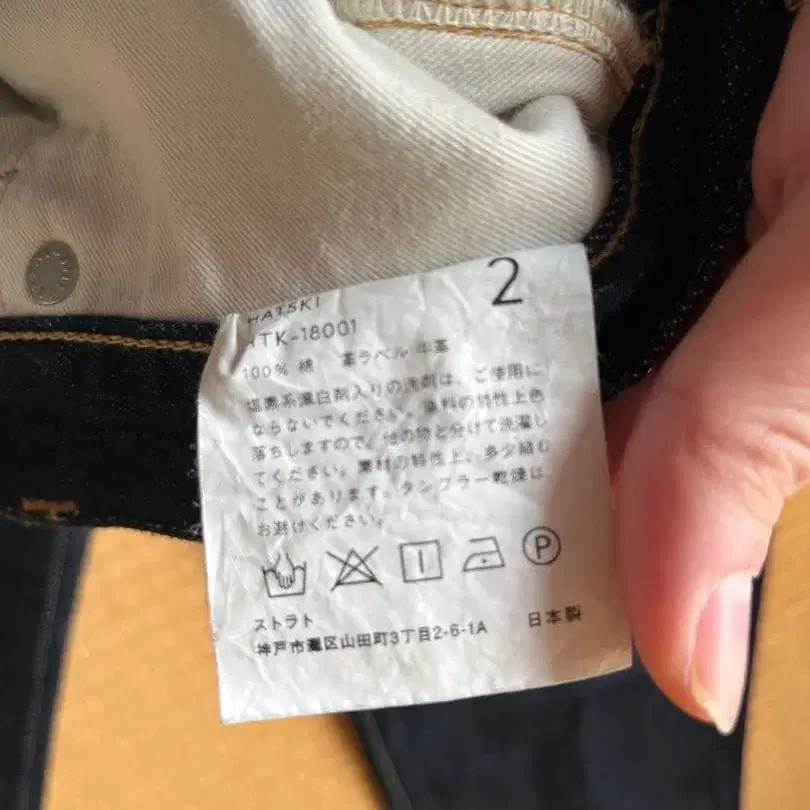 HATSKI
2
HTK-18001
100% 綿 革ラベル 牛革
塩素系漂白剤入りの洗剤は、ご使用に
ならないでください。染料の特性上色
落ちしますので、他の物と分けて洗濯し
てください。素材の特性上、多少縮む
ことがあります。タンブラー乾燥は
お避けください。
P
ストラト
日本製
神戸市灘区山田町3丁目2-6-1A